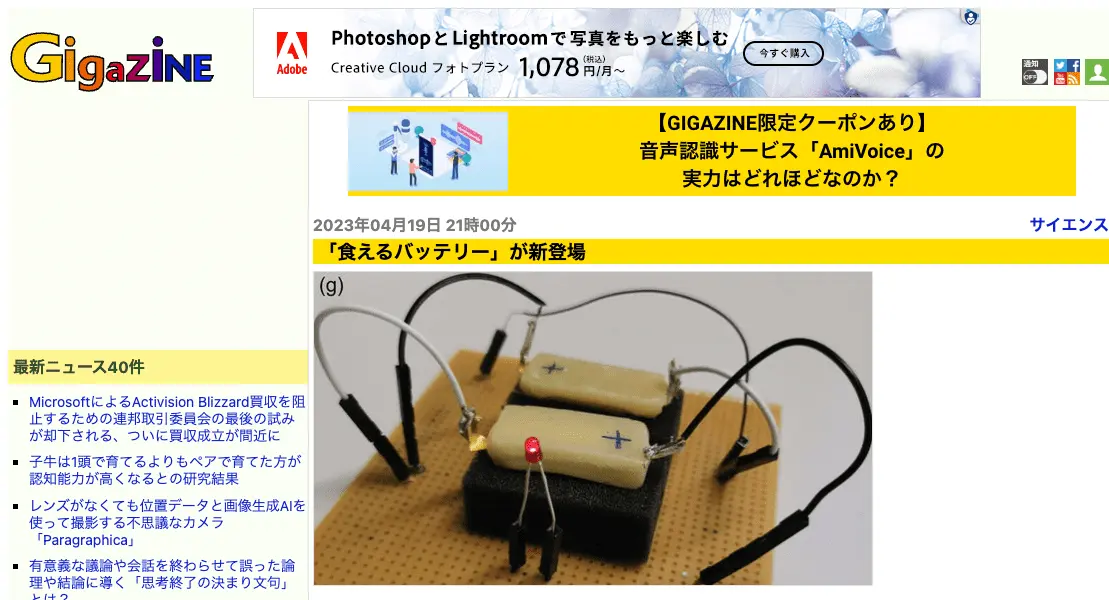 GigaZiNE
Adobe
PhotoshopとLightroomで写真をもっと楽しむ
Creative Cloud フォトプラン 1,078円/月〜 (税込)
今すぐ購入
通知
OFF
【GIGAZINE限定クーポンあり】
音声認識サービス「AmiVoice」の
実力はどれほどなのか？
2023年04月19日 21時00分
サイエンス
「食えるバッテリー」が新登場
(g)
+
+
最新ニュース40件
MicrosoftによるActivision Blizzard買収を阻
止するための連邦取引委員会の最後の試み
が却下される、ついに買収成立が間近に
子牛は1頭で育てるよりもペアで育てた方が
認知能力が高くなるとの研究結果
レンズがなくても位置データと画像生成AIを
使って撮影する不思議なカメラ
「Paragraphica」
有意義な議論や会話を終わらせて誤った論
理や結論に導く「思考終了の決まり文句」
とは？